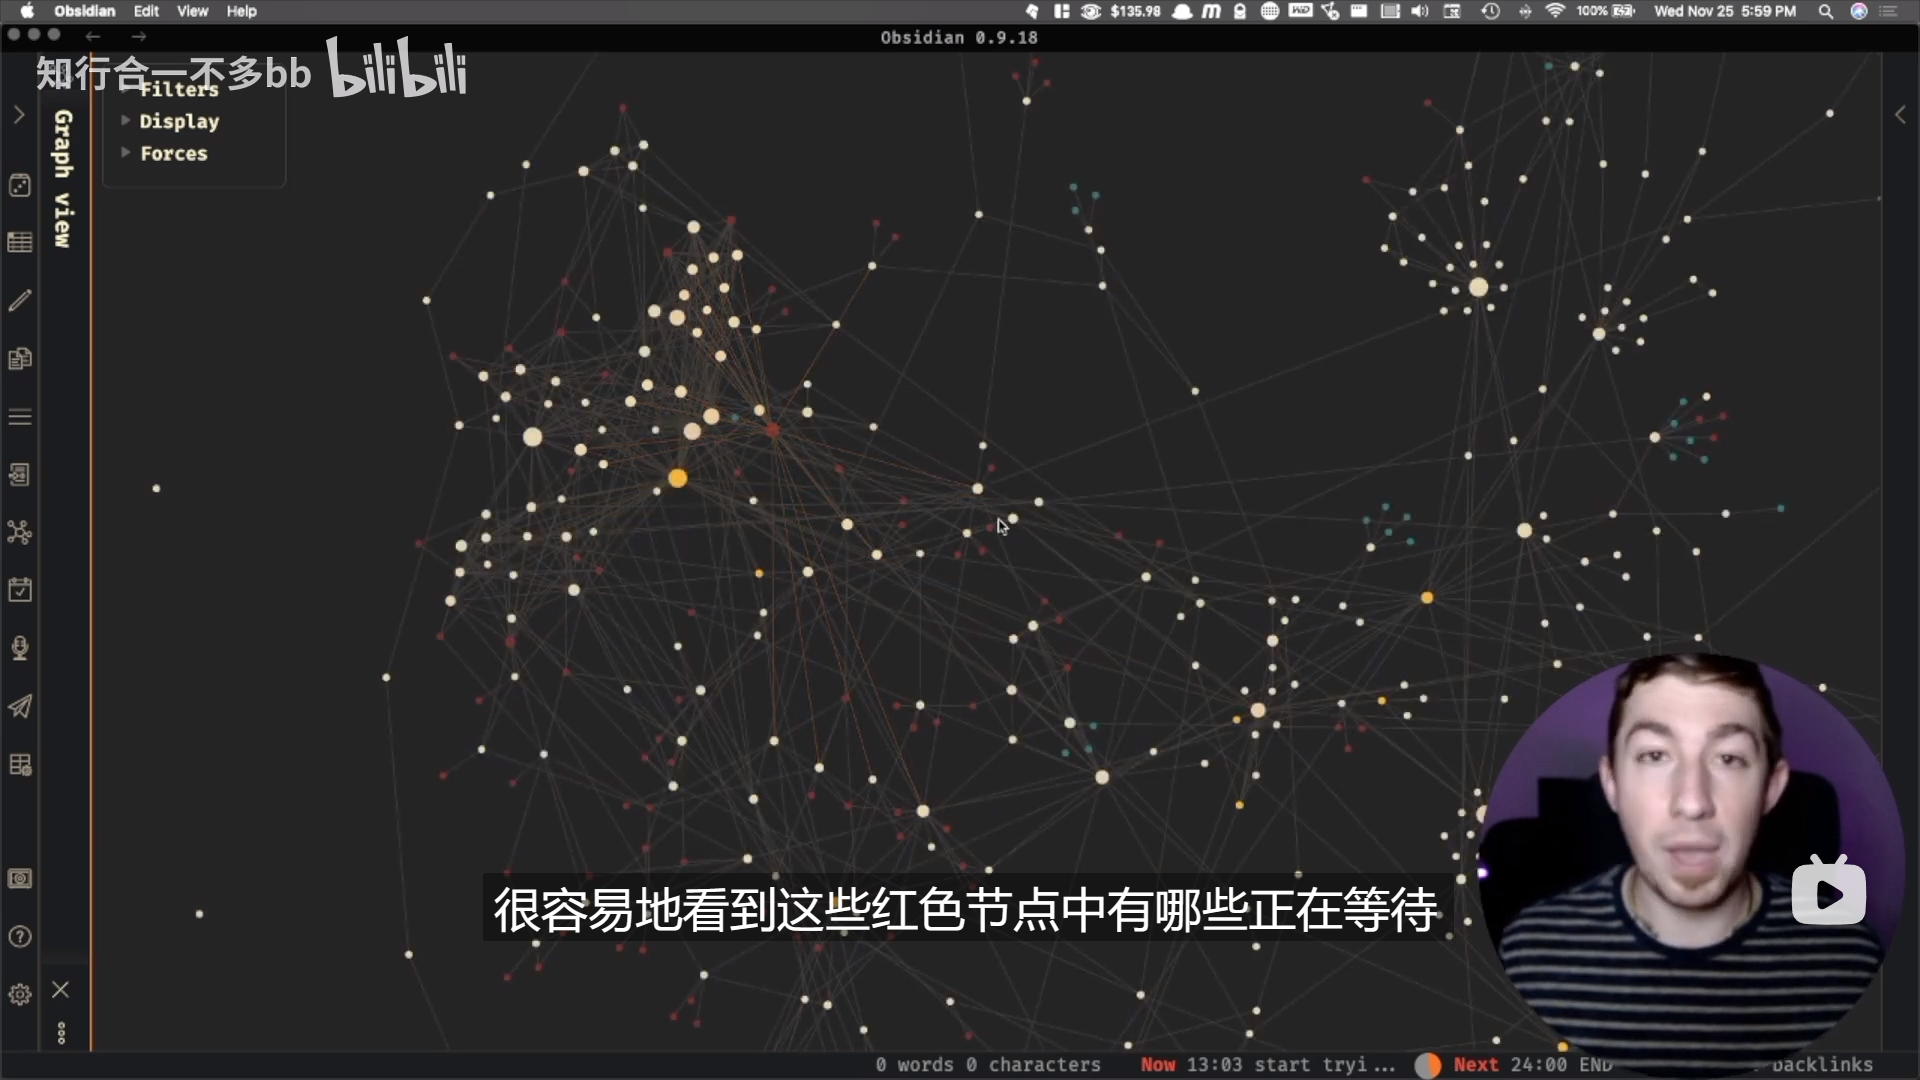 Obsidian Edit View Help
$135.98
100%
Wed Nov 25 5:59 PM
Obsidian 0.9.18
知行合一不多bb bilibili
Filters
Display
Forces
Graph view
很容易地看到这些红色节点中有哪些正在等待
0 words 0 characters
Now 13:03 start tryi...
Next 24:00 END
backlinks